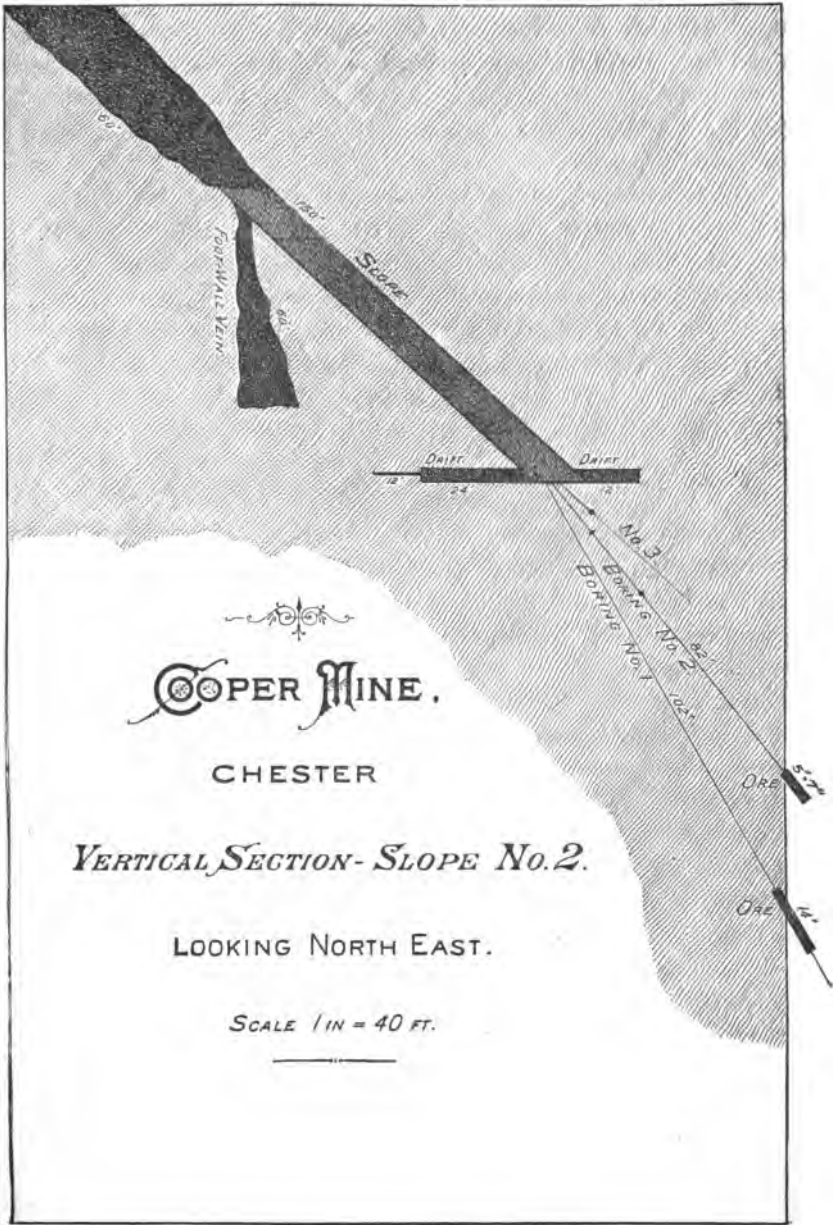 60'
150'
SLOPE
FOOT-WALL VEIN
60'
DRIFT
DRIFT
12'
24'
12'
No. 3
BORING No. 2
82'
BORING No. 1
102'
ORE
5'.7"
ORE
14'
COOPER MINE.
CHESTER
VERTICAL SECTION - SLOPE No. 2.
LOOKING NORTH EAST.
SCALE 1 IN = 40 FT.